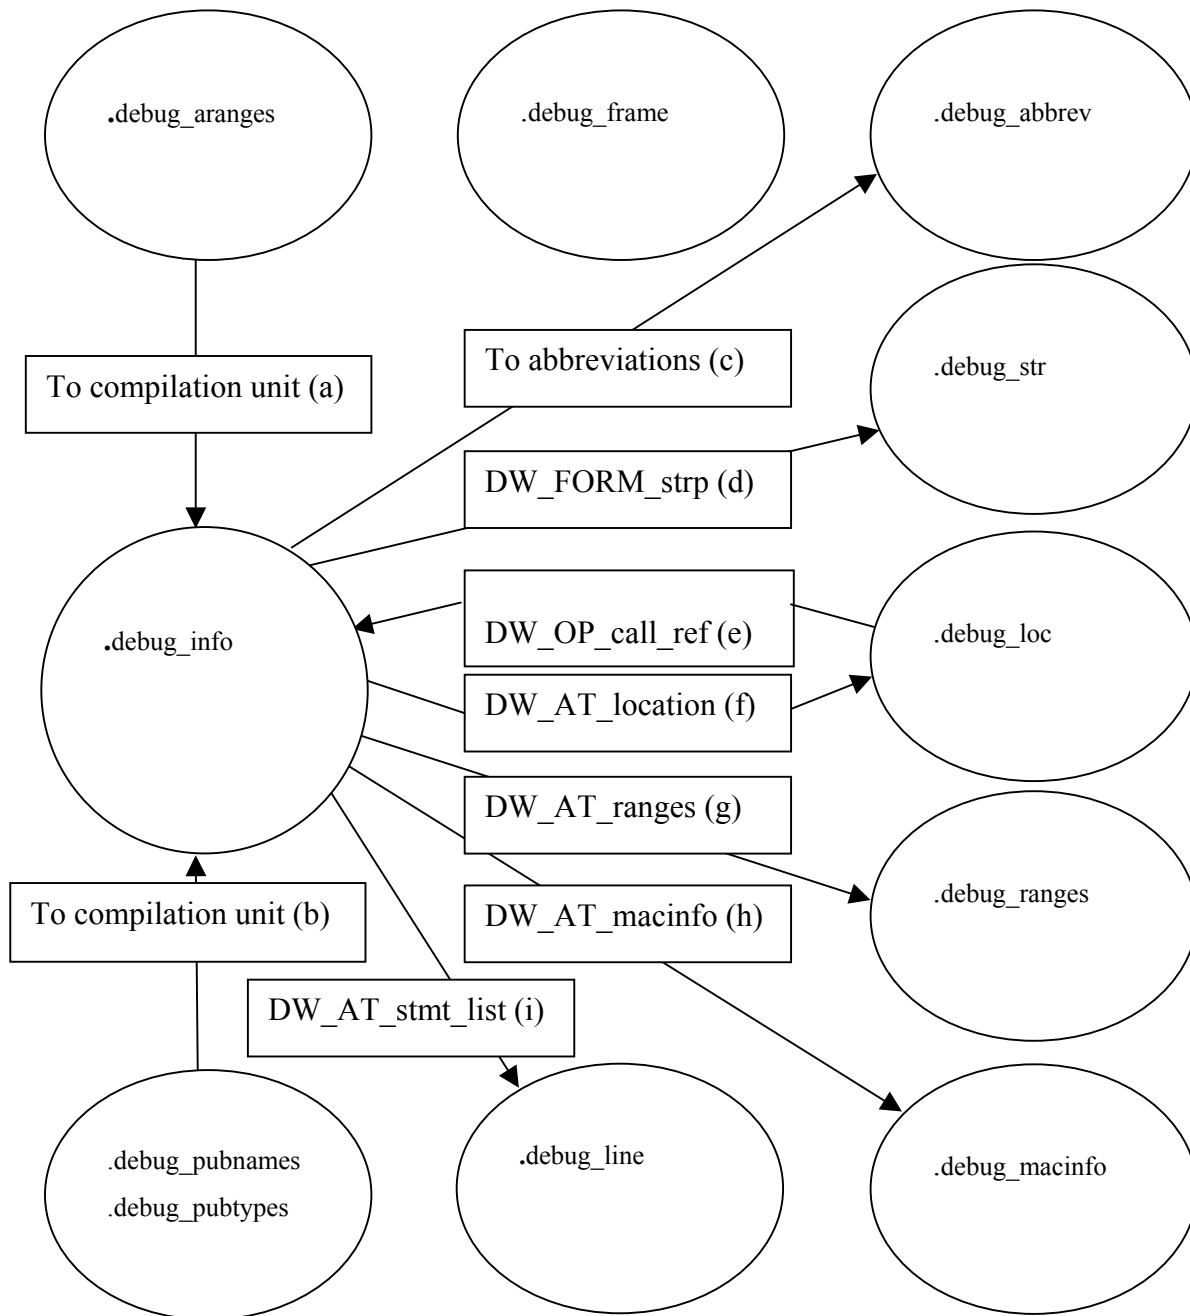 .debug_aranges
.debug_frame
.debug_abbrev
To compilation unit (a)
To abbreviations (c)
.debug_str
DW_FORM_strp (d)
.debug_info
DW_OP_call_ref (e)
.debug_loc
DW_AT_location (f)
DW_AT_ranges (g)
To compilation unit (b)
DW_AT_macinfo (h)
.debug_ranges
DW_AT_stmt_list (i)
.debug_pubnames
.debug_pubtypes
.debug_line
.debug_macinfo